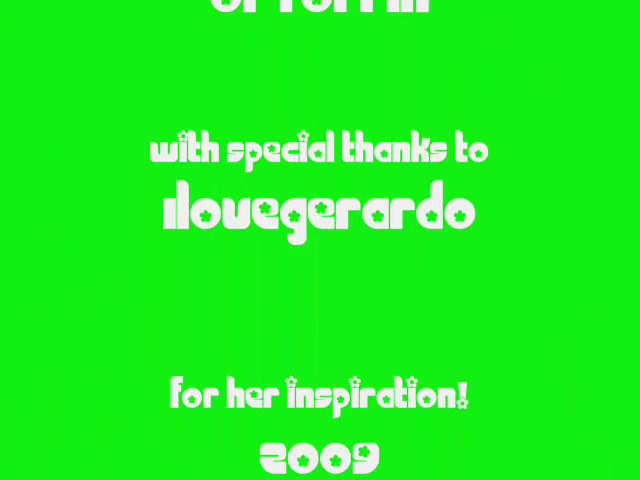 with special thanks to
ilovegerardo
for her inspiration!
2009